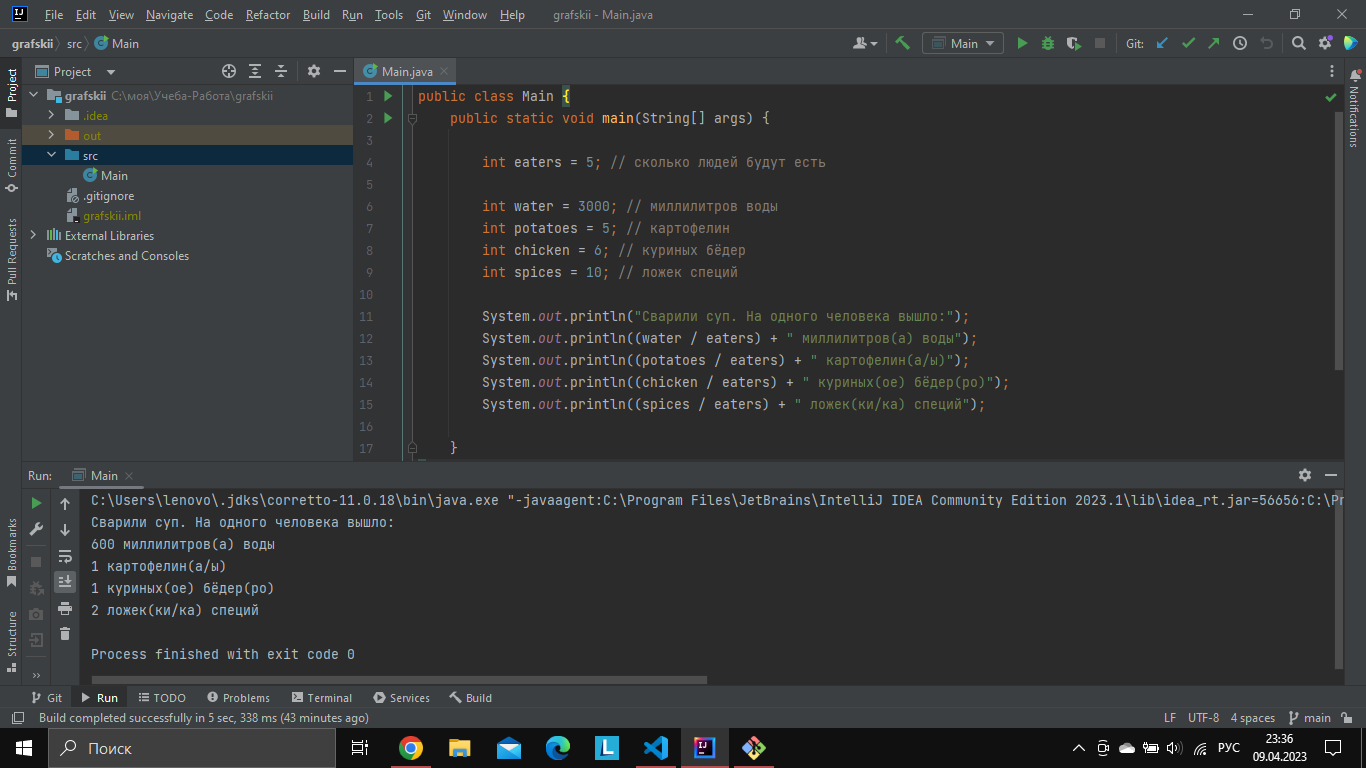 File Edit View Navigate Code Refactor Build Run Tools Git Window Help grafskii - Main.java
grafskii src Main
Main Git:
Project
Main.java
Project
Commit
Pull Requests
Bookmarks
Structure
Notifications
grafskii C:\моя\Учеба-Работа\grafskii
.idea
out
src
Main
.gitignore
grafskii.iml
External Libraries
Scratches and Consoles
1 public class Main {
2 public static void main(String[] args) {
3
4 int eaters = 5; // сколько людей будут есть
5
6 int water = 3000; // миллилитров воды
7 int potatoes = 5; // картофелин
8 int chicken = 6; // куриных бёдер
9 int spices = 10; // ложек специй
10
11 System.out.println("Сварили суп. На одного человека вышло:");
12 System.out.println((water / eaters) + " миллилитров(а) воды");
13 System.out.println((potatoes / eaters) + " картофелин(а/ы)");
14 System.out.println((chicken / eaters) + " куриных(ое) бёдер(ро)");
15 System.out.println((spices / eaters) + " ложек(ки/ка) специй");
16
17 }
Run: Main
C:\Users\lenovo\.jdks\corretto-11.0.18\bin\java.exe "-javaagent:C:\Program Files\JetBrains\IntelliJ IDEA Community Edition 2023.1\lib\idea_rt.jar=56656:C:\Pr
Сварили суп. На одного человека вышло:
600 миллилитров(а) воды
1 картофелин(а/ы)
1 куриных(ое) бёдер(ро)
2 ложек(ки/ка) специй
Process finished with exit code 0
Git Run TODO Problems Terminal Services Build
Build completed successfully in 5 sec, 338 ms (43 minutes ago) LF UTF-8 4 spaces main
Поиск
РУС
23:36
09.04.2023